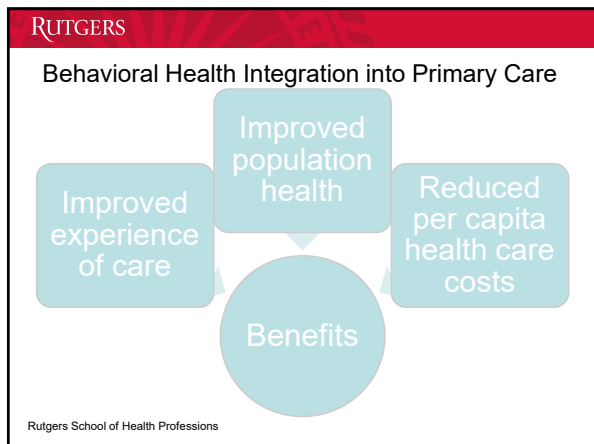 RUTGERS
Behavioral Health Integration into Primary Care
Improved
population
health
Improved
experience
of care
Reduced
per capita
health care
costs
Benefits
Rutgers School of Health Professions